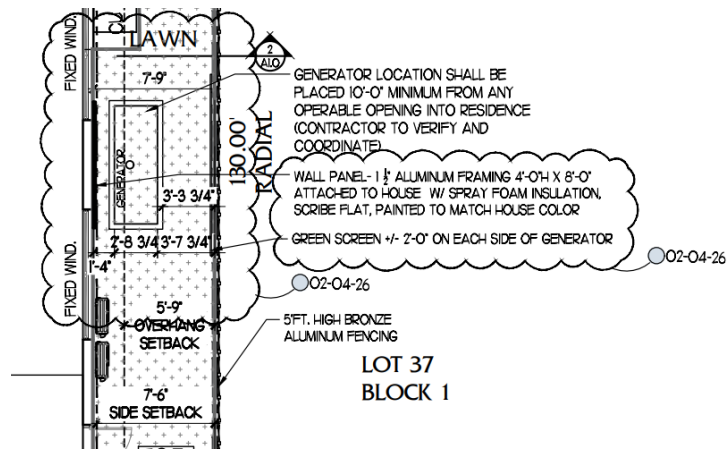 CU
LAWN
FIXED WIND.
2
A1.0
7'-9"
GENERATOR LOCATION SHALL BE
PLACED 10'-0" MINIMUM FROM ANY
OPERABLE OPENING INTO RESIDENCE
(CONTRACTOR TO VERIFY AND
COORDINATE)
130.00'
RADIAL
GENERATOR
WALL PANEL- 1 1/2" ALUMINUM FRAMING 4'-0"H X 8'-0"
ATTACHED TO HOUSE W/ SPRAY FOAM INSULATION,
SCRIBE FLAT, PAINTED TO MATCH HOUSE COLOR
3'-3 3/4"
GREEN SCREEN +/- 2'-0" ON EACH SIDE OF GENERATOR
2'-8 3/4"
3'-7 3/4"
1'-4"
FIXED WIND.
02-04-26
02-04-26
5'-9"
OVERHANG
SETBACK
5'FT. HIGH BRONZE
ALUMINUM FENCING
LOT 37
BLOCK 1
7'-6"
SIDE SETBACK